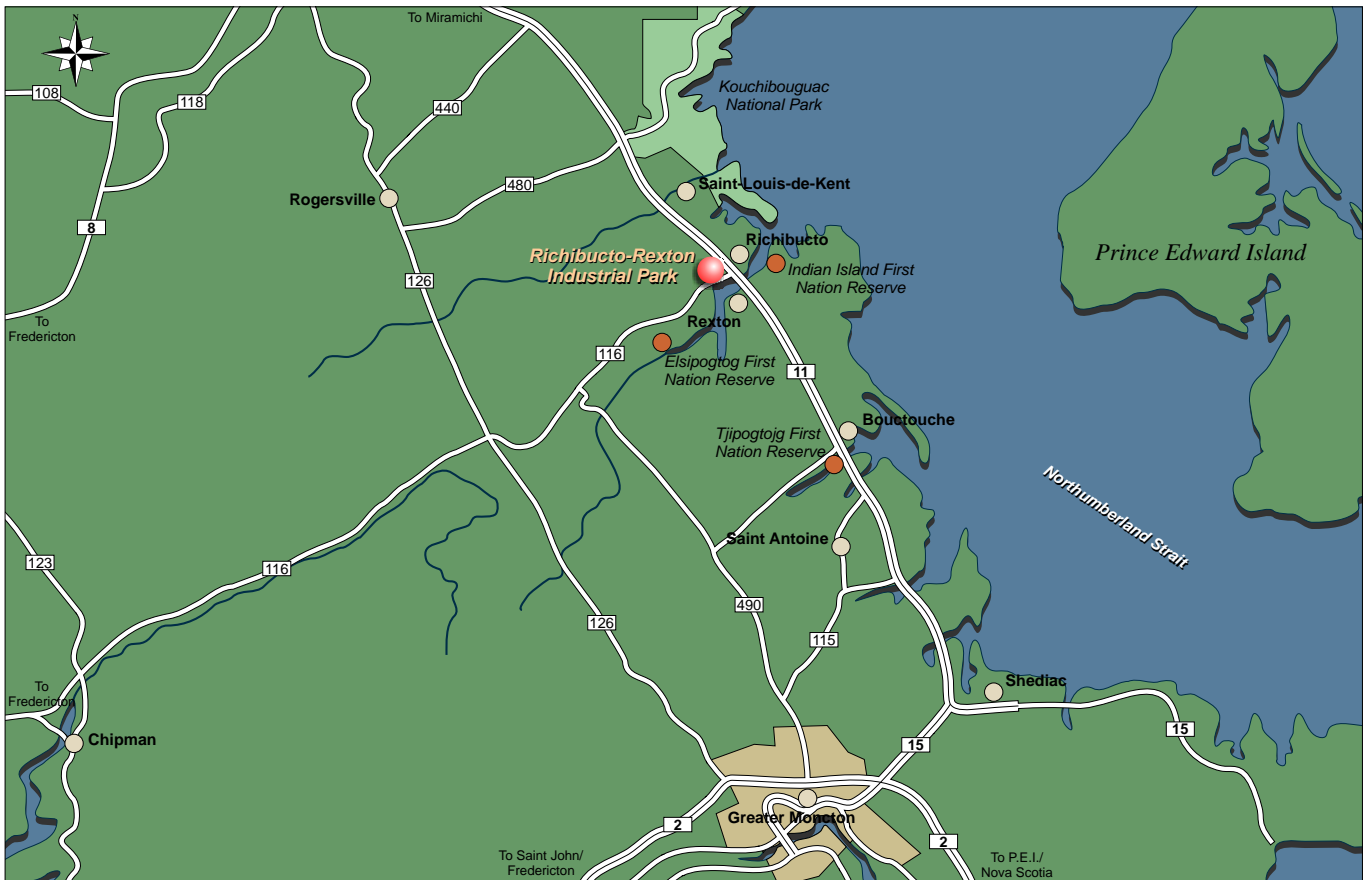 N
To Miramichi
Kouchibouguac
National Park
108
118
440
480
Saint-Louis-de-Kent
Rogersville
8
Richibucto
Richibucto-Rexton
Industrial Park
Indian Island First
Nation Reserve
Prince Edward Island
126
To
Fredericton
Rexton
116
Elsipogtog First
Nation Reserve
11
Bouctouche
Tjipogtojg First
Nation Reserve
Northumberland Strait
Saint Antoine
123
116
490
126
115
To
Fredericton
Shediac
Chipman
15
15
Greater Moncton
2
2
To Saint John/
Fredericton
To P.E.I./
Nova Scotia